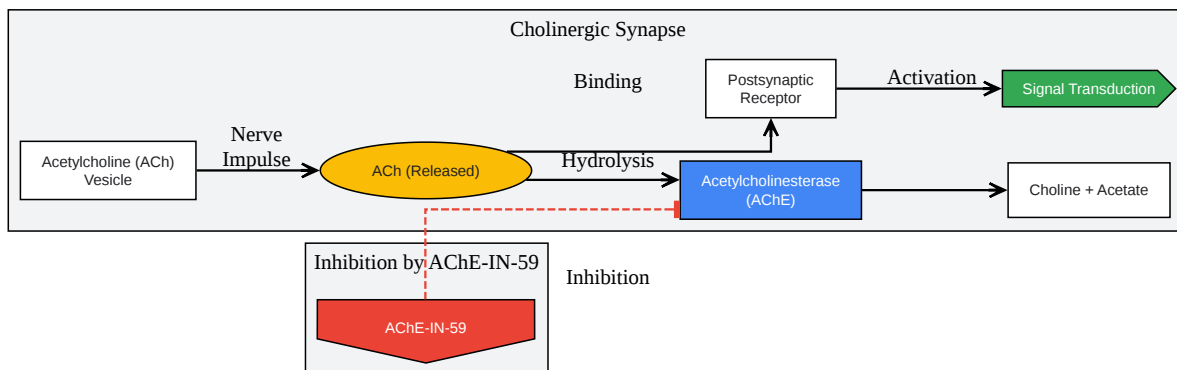 Cholinergic Synapse
Binding
Postsynaptic
Receptor
Activation
Signal Transduction
Nerve
Impulse
Acetylcholine (ACh)
Vesicle
ACh (Released)
Hydrolysis
Acetylcholinesterase
(AChE)
Choline + Acetate
Inhibition by AChE-IN-59
Inhibition
AChE-IN-59